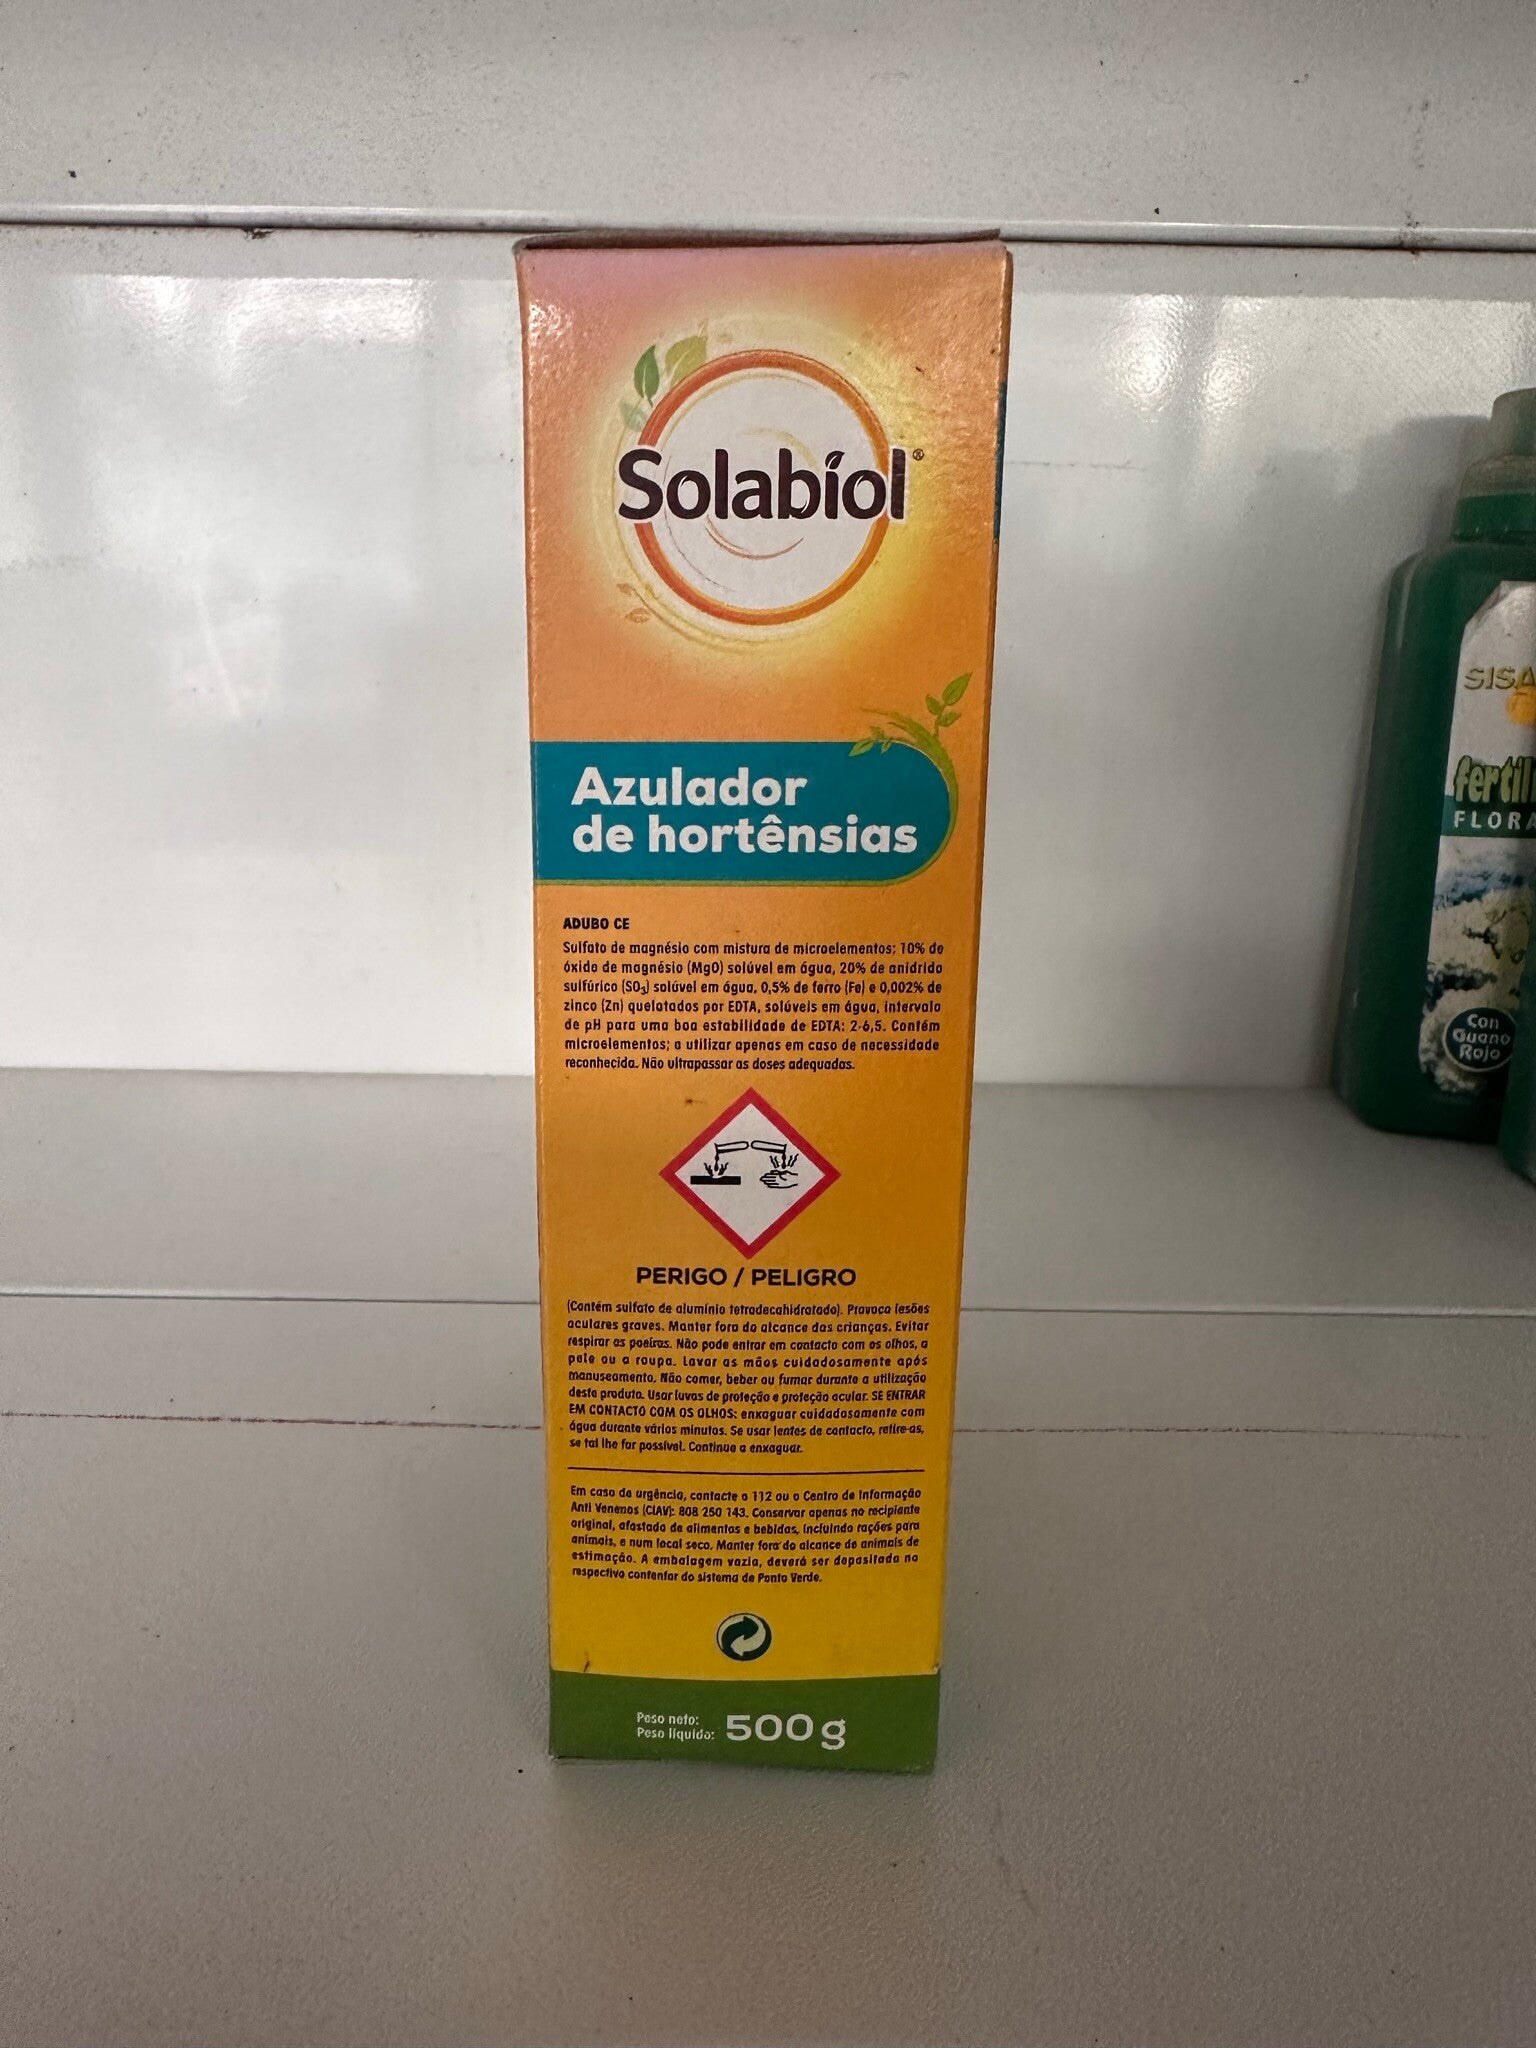 Solabiol®
Azulador
de hortênsias
ADUBO CE
Sulfato de magnésio com mistura de microelementos: 10% de
óxido de magnésio (MgO) solúvel em água, 20% de anidrido
sulfúrico (SO₃) solúvel em água, 0,5% de ferro (Fe) e 0,002% de
zinco (Zn) quelatados por EDTA, solúveis em água, intervalo
de pH para uma boa estabilidade de EDTA: 2-6,5. Contém
microelementos; a utilizar apenas em caso de necessidade
reconhecida. Não ultrapassar as doses adequadas.
PERIGO / PELIGRO
(Contém sulfato de alumínio tetradecahidratado). Provoca lesões
oculares graves. Manter fora do alcance das crianças. Evitar
respirar as poeiras. Não pode entrar em contacto com os olhos, a
pele ou a roupa. Lavar as mãos cuidadosamente após
manuseamento. Não comer, beber ou fumar durante a utilização
deste produto. Usar luvas de proteção e proteção ocular. SE ENTRAR
EM CONTACTO COM OS OLHOS: enxaguar cuidadosamente com
água durante vários minutos. Se usar lentes de contacto, retire-as,
se tal lhe for possível. Continue a enxaguar.
Em caso de urgência, contacte o 112 ou o Centro de Informação
Anti Venenos (CIAV): 808 250 143. Conservar apenas no recipiente
original, afastado de alimentos e bebidas, incluindo rações para
animais, e num local seco. Manter fora do alcance de animais de
estimação. A embalagem vazia, deverá ser depositada no
respectivo contentor do sistema de Ponto Verde.
Peso neto:
Peso líquido: 500 g
SISA
fertil
FLORA
Con
Guano
Rojo